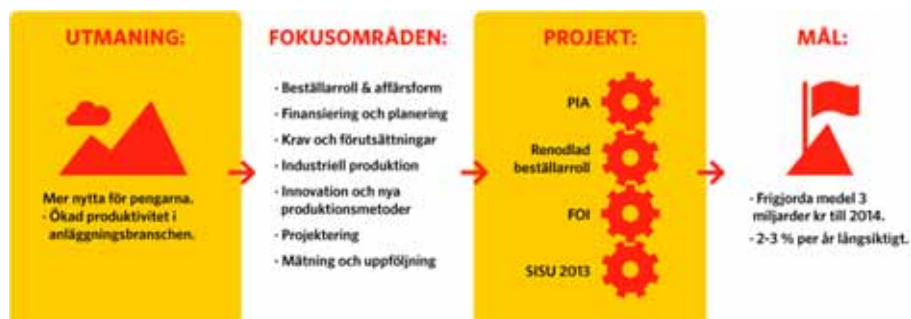 UTMANING:
Mer nytta för pengarna.
- Ökad produktivitet i
anläggningsbranschen.
FOKUSOMRÅDEN:
- Beställarroll & affärsform
- Finansiering och planering
- Krav och förutsättningar
- Industriell produktion
- Innovation och nya
produktionsmetoder
- Projektering
- Mätning och uppföljning
PROJEKT:
PIA
Renodlad
beställarroll
FOI
SISU 2013
MÅL:
- Frigjorda medel 3
miljarder kr till 2014.
- 2-3 % per år långsiktigt.